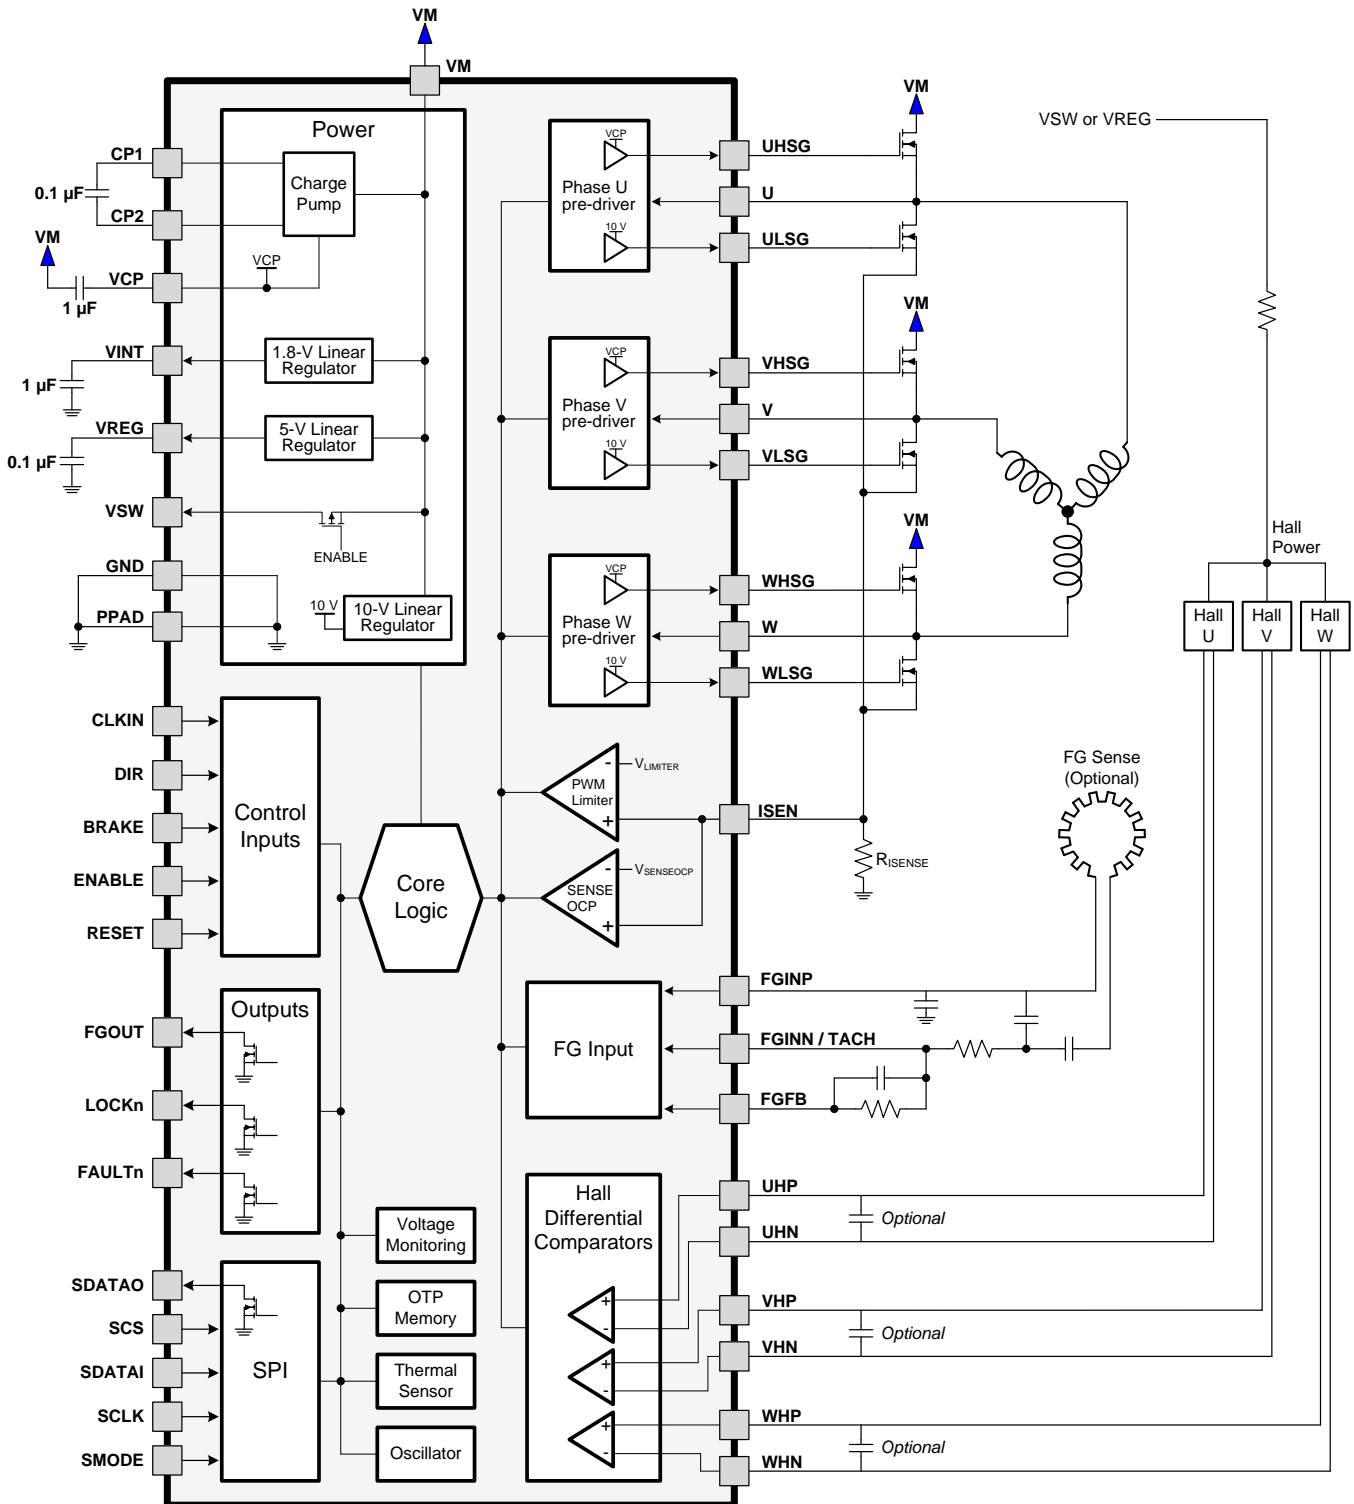 VM
VM
Power
CP1
0.1 µF
CP2
Charge
Pump
VM
VCP
1 µF
VCP
VINT
1 µF
1.8-V Linear
Regulator
VREG
0.1 µF
5-V Linear
Regulator
VSW
ENABLE
GND
PPAD
10 V
10-V Linear
Regulator
CLKIN
DIR
BRAKE
ENABLE
RESET
Control
Inputs
Core
Logic
Outputs
FGOUT
LOCKn
FAULTn
SDATAO
SCS
SDATAI
SCLK
SMODE
SPI
Voltage
Monitoring
OTP
Memory
Thermal
Sensor
Oscillator
VCP
Phase U
pre-driver
10 V
UHSG
U
ULSG
VM
VCP
Phase V
pre-driver
10 V
VHSG
V
VLSG
VM
VCP
Phase W
pre-driver
10 V
WHSG
W
WLSG
VM
-
VLIMITER
PWM
Limiter
+
ISEN
RISENSE
-
VSENSEOCP
SENSE
OCP
+
FG Input
FGINP
FGINN / TACH
FGFB
FG Sense
(Optional)
VSW or VREG
Hall
Power
Hall
U
Hall
V
Hall
W
Hall
Differential
Comparators
+
-
+
-
+
-
UHP
Optional
UHN
VHP
Optional
VHN
WHP
Optional
WHN